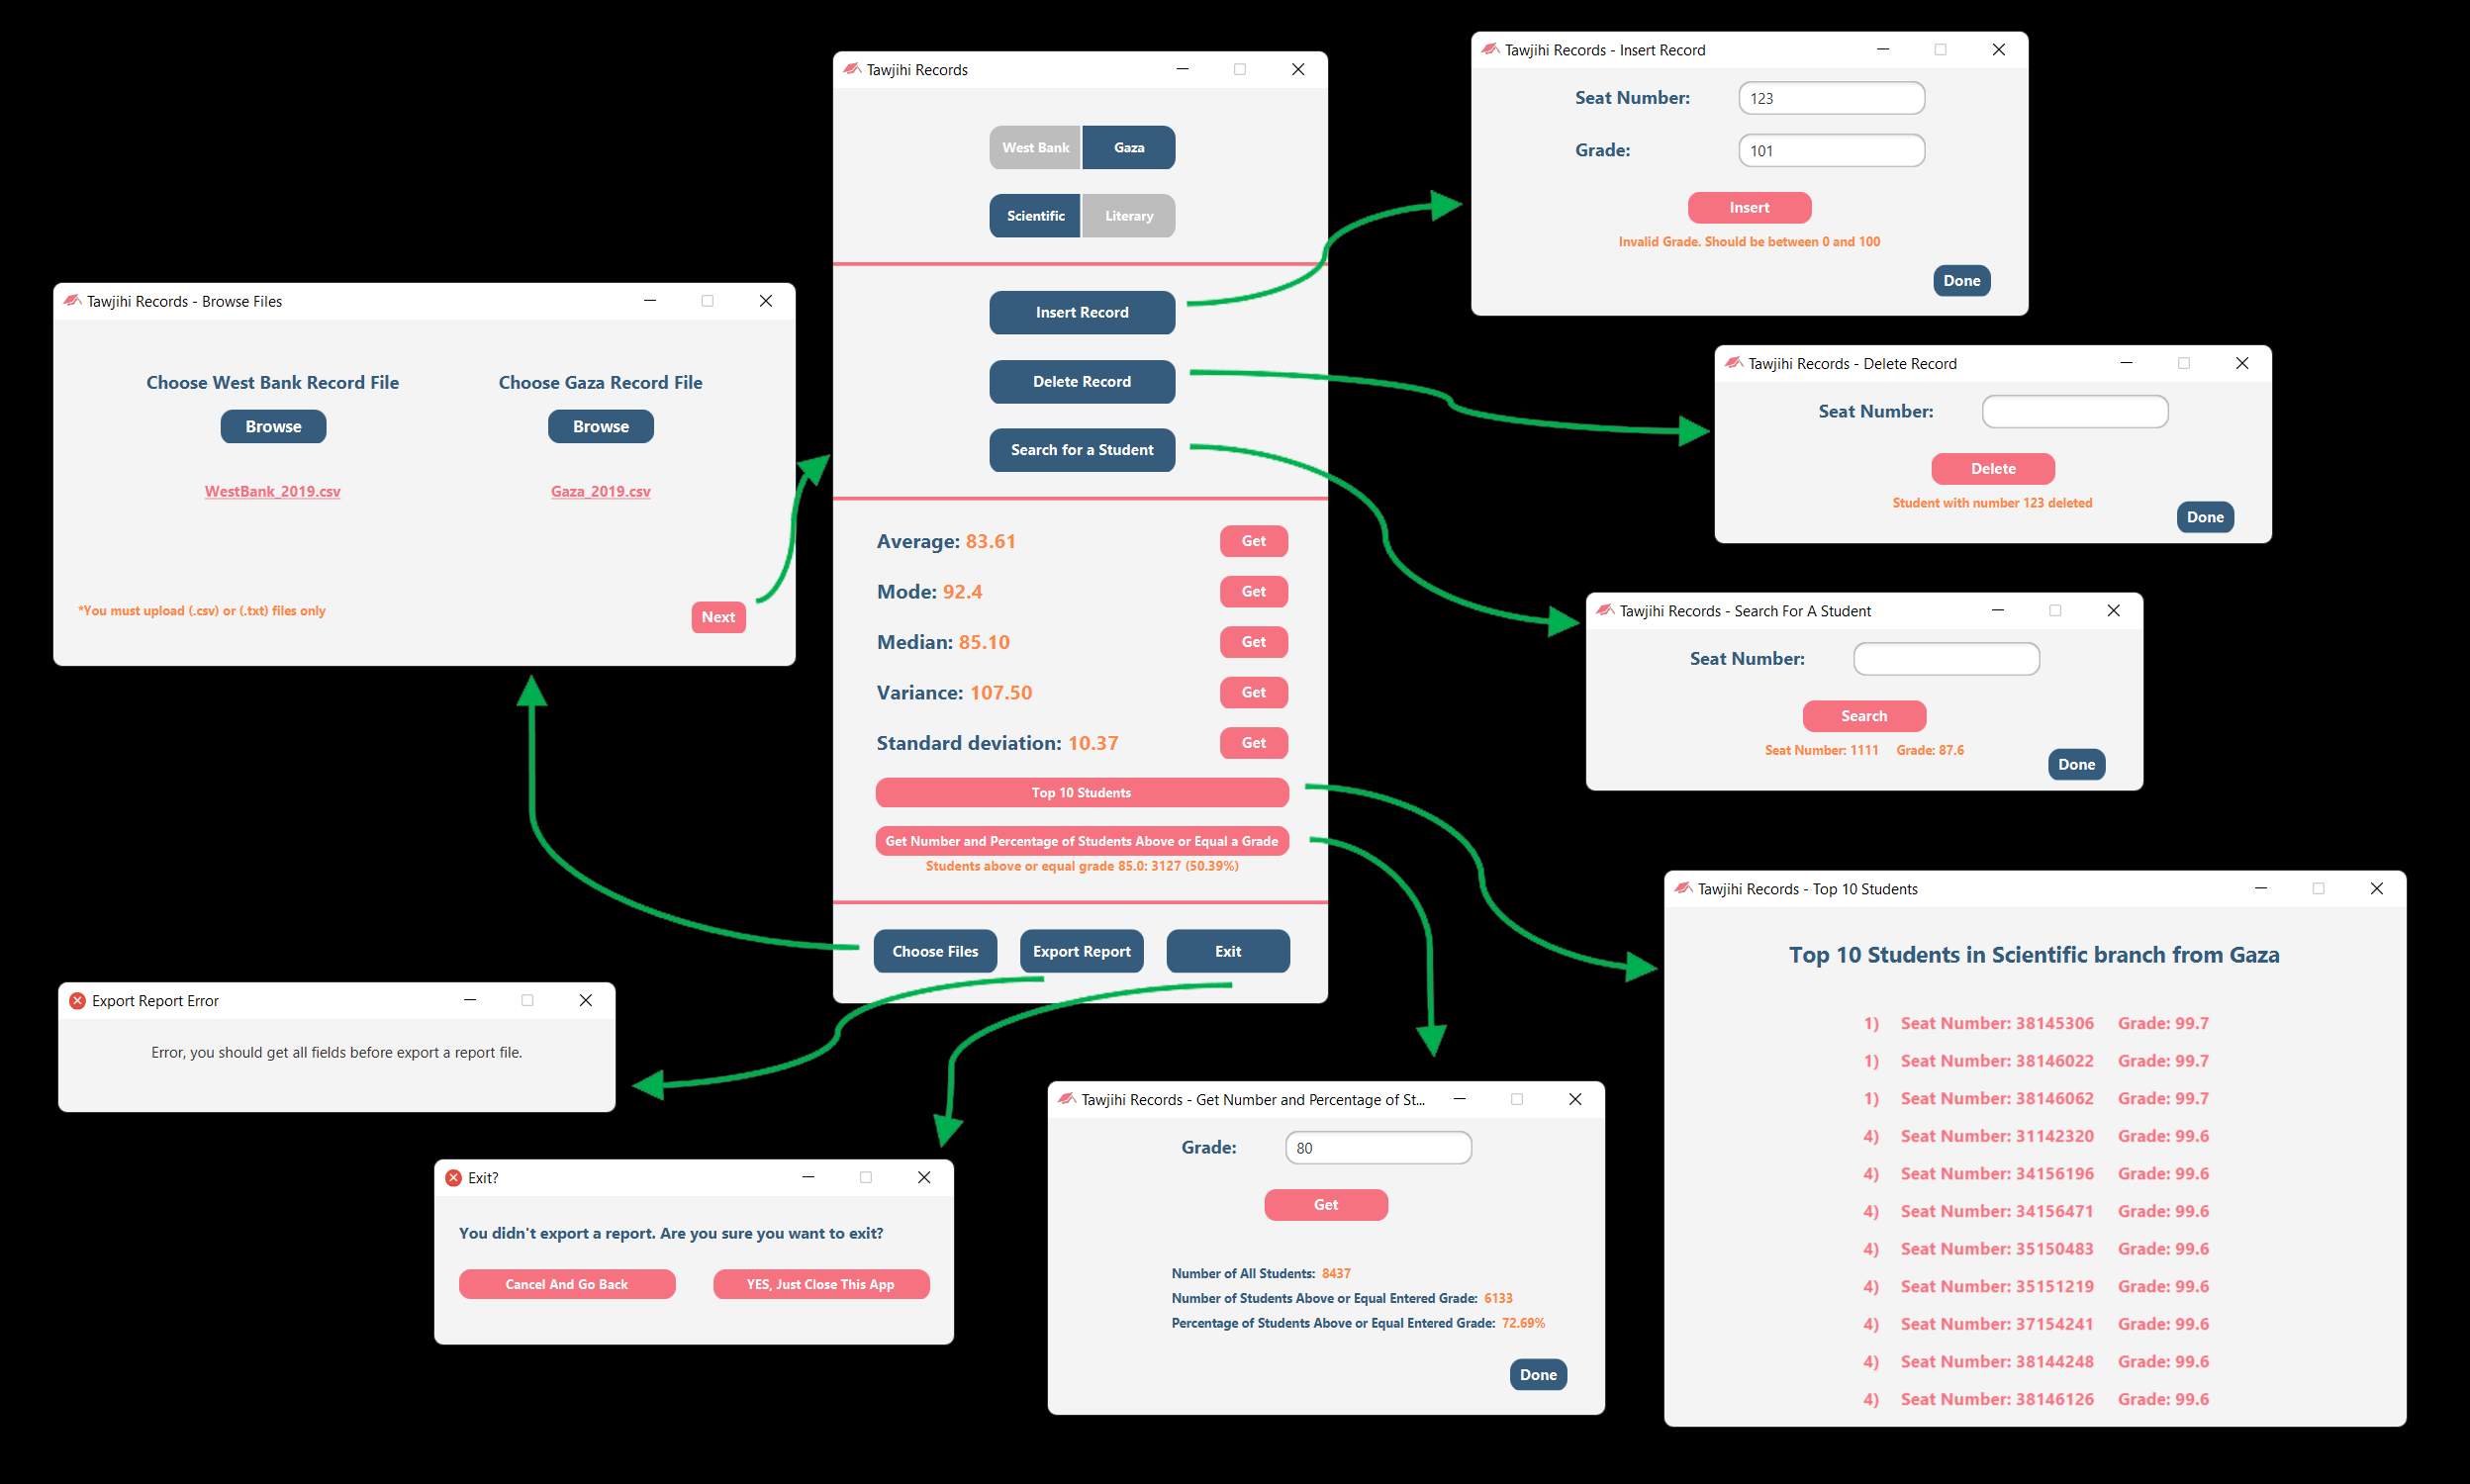 Tawjihi Records - Browse Files
Choose West Bank Record File
Choose Gaza Record File
Browse
Browse
WestBank_2019.csv
Gaza_2019.csv
*You must upload (.csv) or (.txt) files only
Next
Tawjihi Records
West Bank
Gaza
Scientific
Literary
Insert Record
Delete Record
Search for a Student
Average: 83.61
Get
Mode: 92.4
Get
Median: 85.10
Get
Variance: 107.50
Get
Standard deviation: 10.37
Get
Top 10 Students
Get Number and Percentage of Students Above or Equal a Grade
Students above or equal grade 85.0: 3127 (50.39%)
Choose Files
Export Report
Exit
Tawjihi Records - Insert Record
Seat Number:
123
Grade:
101
Insert
Invalid Grade. Should be between 0 and 100
Done
Tawjihi Records - Delete Record
Seat Number:
Delete
Student with number 123 deleted
Done
Tawjihi Records - Search For A Student
Seat Number:
Search
Seat Number: 1111 Grade: 87.6
Done
Tawjihi Records - Top 10 Students
Top 10 Students in Scientific branch from Gaza
1) Seat Number: 38145306 Grade: 99.7
1) Seat Number: 38146022 Grade: 99.7
1) Seat Number: 38146062 Grade: 99.7
4) Seat Number: 31142320 Grade: 99.6
4) Seat Number: 34156196 Grade: 99.6
4) Seat Number: 34156471 Grade: 99.6
4) Seat Number: 35150483 Grade: 99.6
4) Seat Number: 35151219 Grade: 99.6
4) Seat Number: 37154241 Grade: 99.6
4) Seat Number: 38144248 Grade: 99.6
4) Seat Number: 38146126 Grade: 99.6
Export Report Error
Error, you should get all fields before export a report file.
Exit?
You didn't export a report. Are you sure you want to exit?
Cancel And Go Back
YES, Just Close This App
Tawjihi Records - Get Number and Percentage of St...
Grade:
80
Get
Number of All Students: 8437
Number of Students Above or Equal Entered Grade: 6133
Percentage of Students Above or Equal Entered Grade: 72.69%
Done